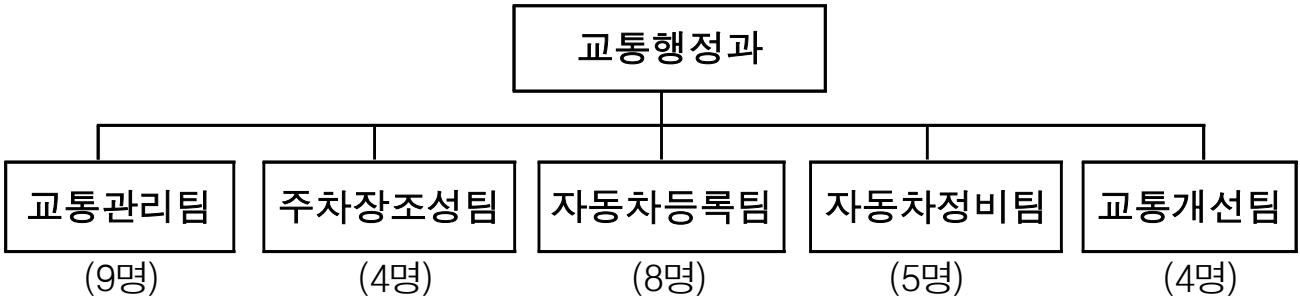 교통행정과
교통관리팀 주차장조성팀 자동차등록팀 자동차정비팀 교통개선팀
(9명) (4명) (8명) (5명) (4명)